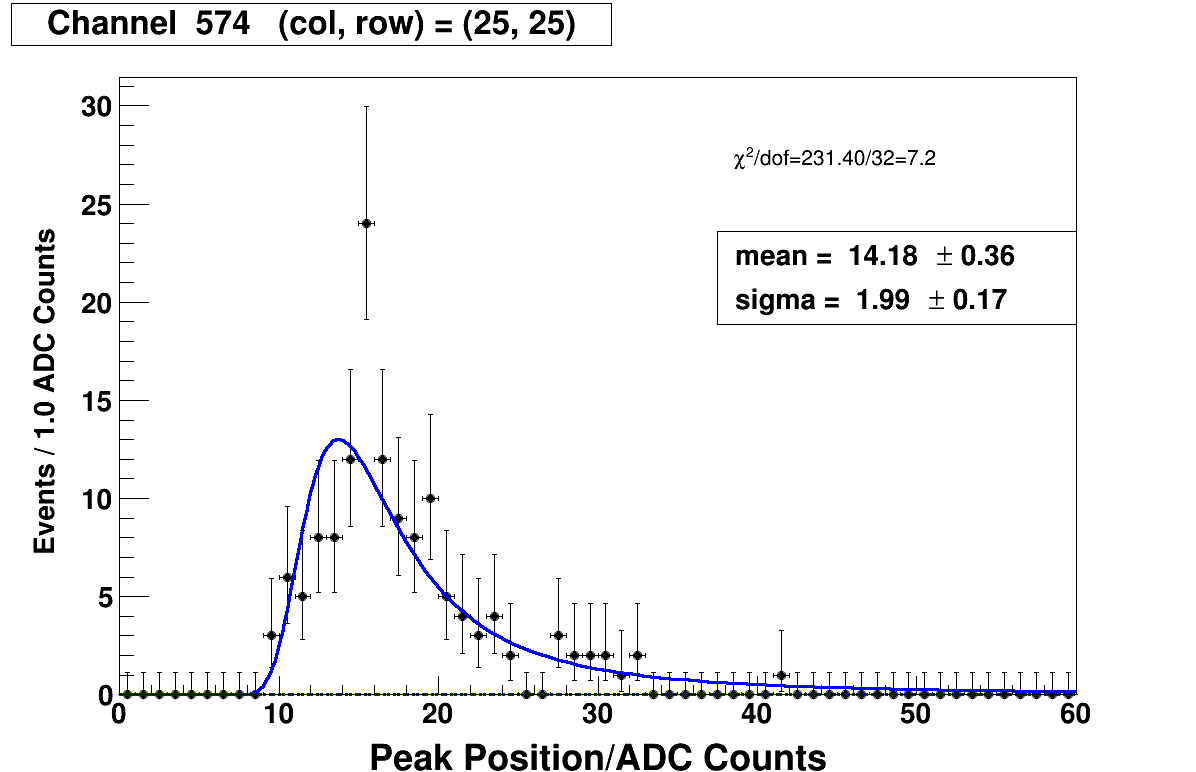 Channel 574 (col, row) = (25, 25)
χ²/dof=231.40/32=7.2
mean = 14.18 ± 0.36
sigma = 1.99 ± 0.17
Events / 1.0 ADC Counts
30
25
20
15
10
5
0
0 10 20 30 40 50 60
Peak Position/ADC Counts